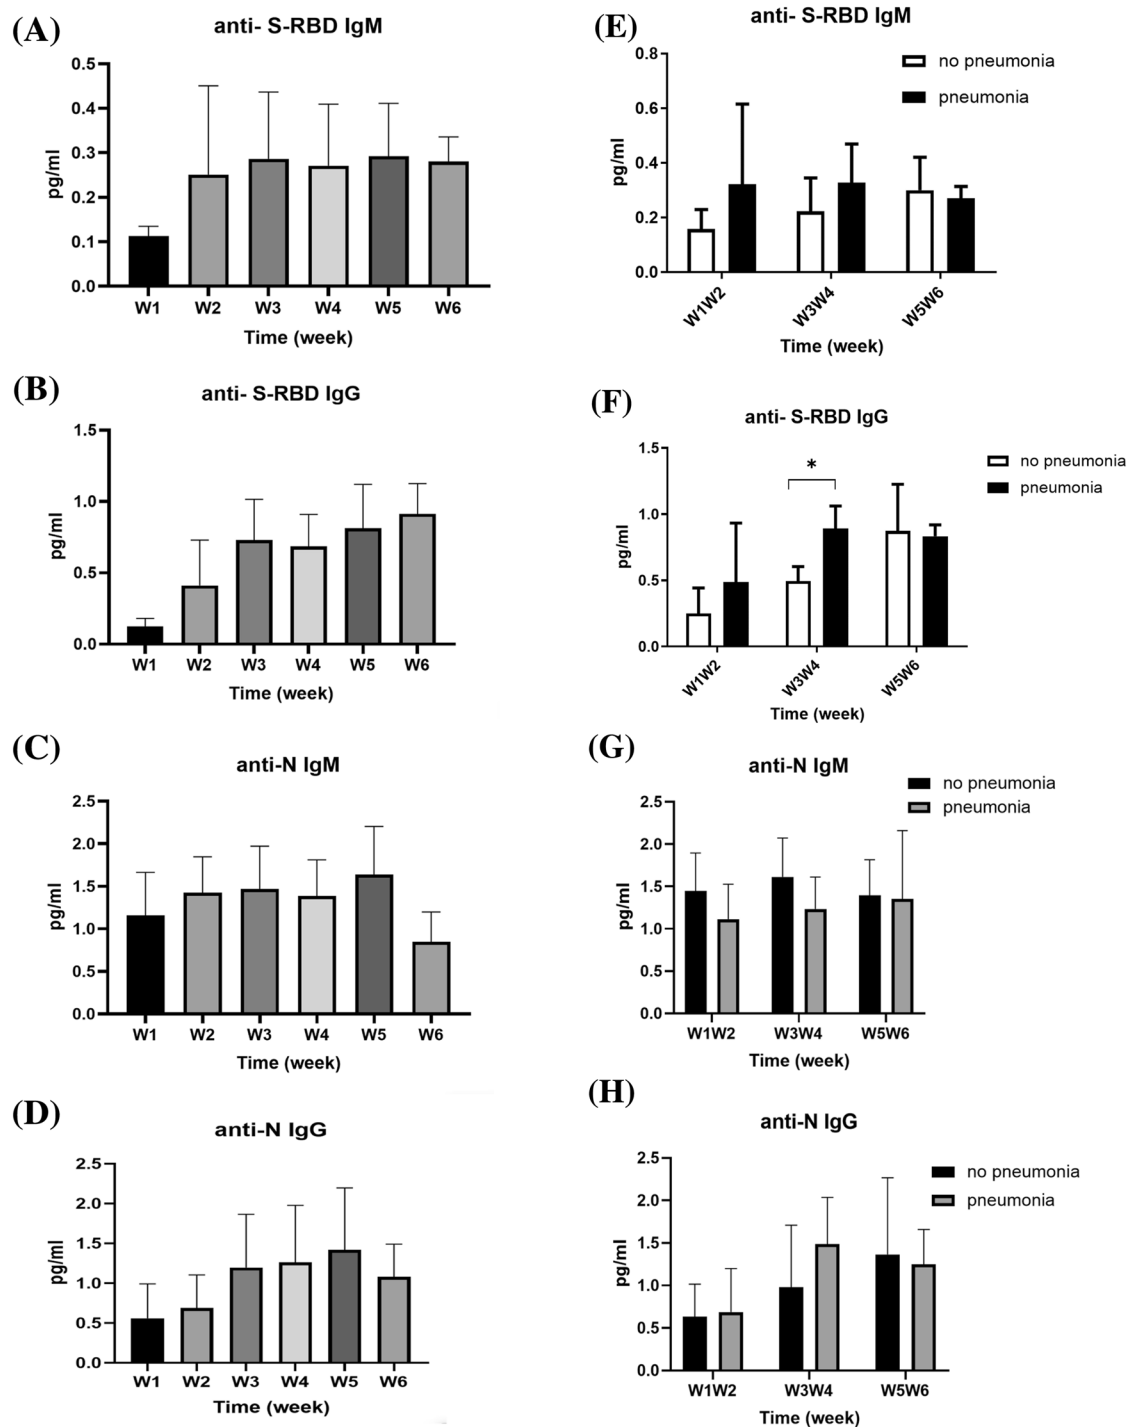 (A)
anti- S-RBD IgM
0.5
0.4
0.3
0.2
0.1
0.0
pg/ml
W1 W2 W3 W4 W5 W6
Time (week)
(E)
anti- S-RBD IgM
no pneumonia
pneumonia
0.8
0.6
0.4
0.2
0.0
pg/ml
W1W2 W3W4 W5W6
Time (week)
(B)
anti- S-RBD IgG
1.5
1.0
0.5
0.0
pg/ml
W1 W2 W3 W4 W5 W6
Time (week)
(F)
anti- S-RBD IgG
no pneumonia
pneumonia
1.5
1.0
0.5
0.0
pg/ml
*
W1W2 W3W4 W5W6
Time (week)
(C)
anti-N IgM
2.5
2.0
1.5
1.0
0.5
0.0
pg/ml
W1 W2 W3 W4 W5 W6
Time (week)
(G)
anti-N IgM
no pneumonia
pneumonia
2.5
2.0
1.5
1.0
0.5
0.0
pg/ml
W1W2 W3W4 W5W6
Time (week)
(D)
anti-N IgG
2.5
2.0
1.5
1.0
0.5
0.0
pg/ml
W1 W2 W3 W4 W5 W6
Time (week)
(H)
anti-N IgG
no pneumonia
pneumonia
2.5
2.0
1.5
1.0
0.5
0.0
pg/ml
W1W2 W3W4 W5W6
Time (week)